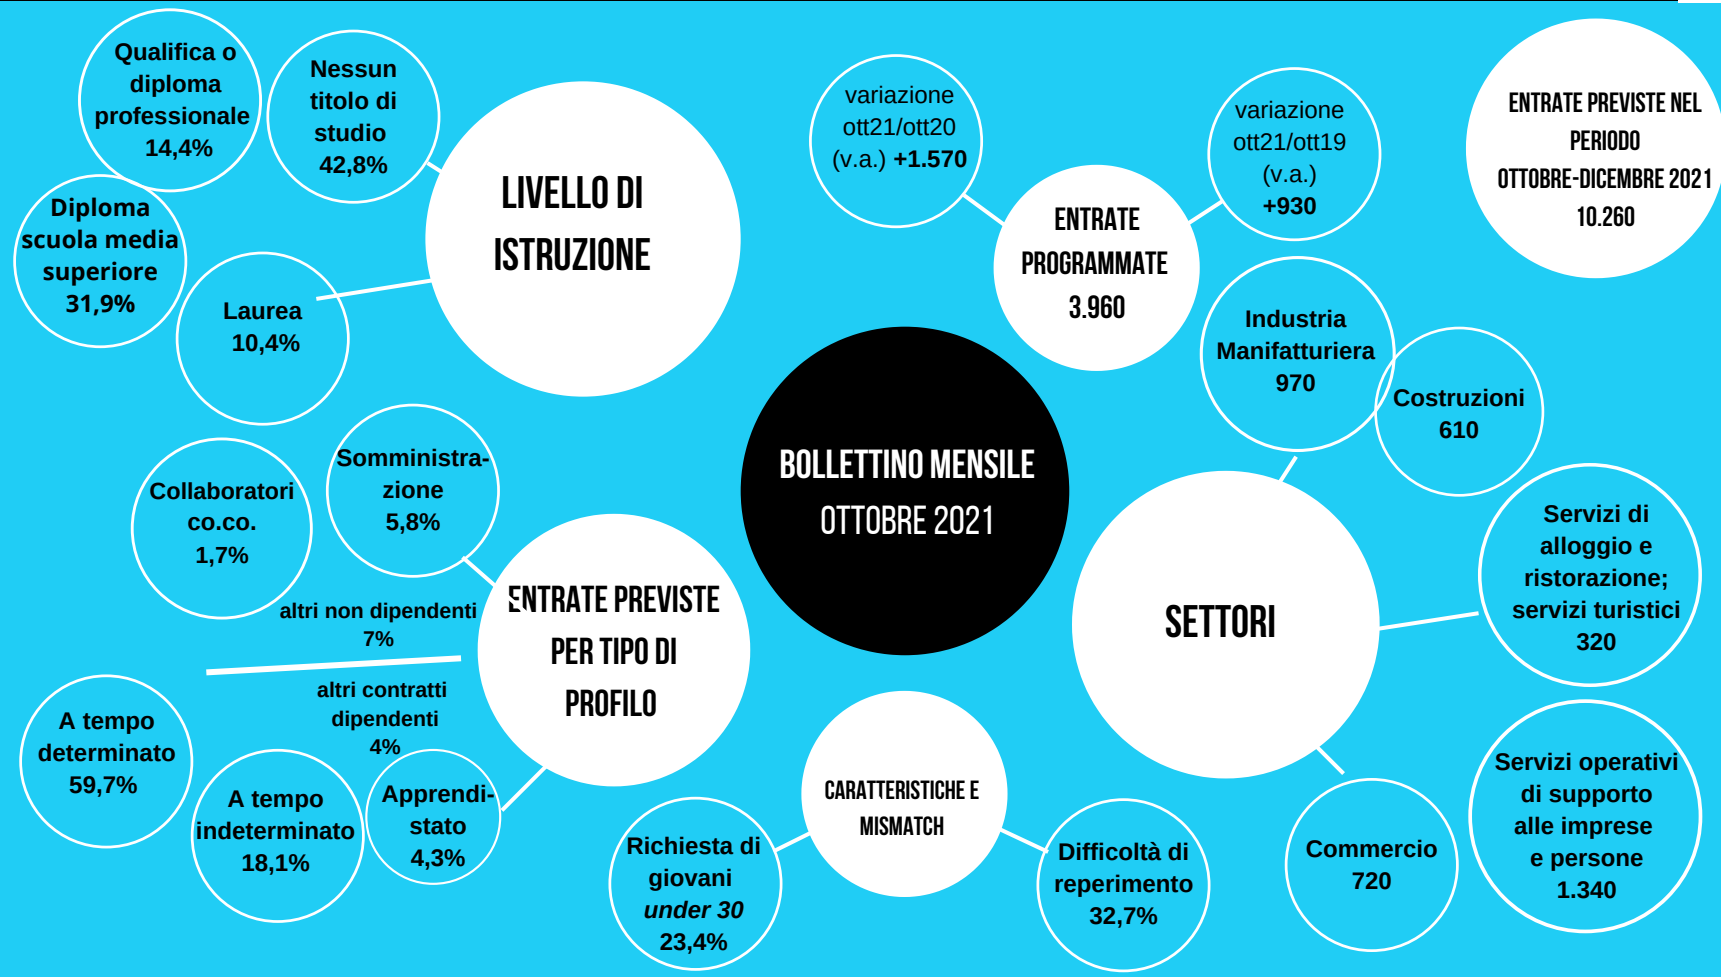 Qualifica o
diploma
professionale
14,4%
Nessun
titolo di
studio
42,8%
Diploma
scuola media
superiore
31,9%
Laurea
10,4%
LIVELLO DI
ISTRUZIONE
variazione
ott21/ott20
(v.a.) +1.570
variazione
ott21/ott19
(v.a.)
+930
ENTRATE
PROGRAMMATE
3.960
ENTRATE PREVISTE NEL
PERIODO
OTTOBRE-DICEMBRE 2021
10.260
BOLLETTINO MENSILE
OTTOBRE 2021
Industria
Manifatturiera
970
Costruzioni
610
Servizi di
alloggio e
ristorazione;
servizi turistici
320
SETTORI
Servizi operativi
di supporto
alle imprese
e persone
1.340
Commercio
720
Somministra-
zione
5,8%
Collaboratori
co.co.
1,7%
altri non dipendenti
7%
altri contratti
dipendenti
4%
ENTRATE PREVISTE
PER TIPO DI
PROFILO
A tempo
determinato
59,7%
A tempo
indeterminato
18,1%
Apprendi-
stato
4,3%
CARATTERISTICHE E
MISMATCH
Richiesta di
giovani
under 30
23,4%
Difficoltà di
reperimento
32,7%